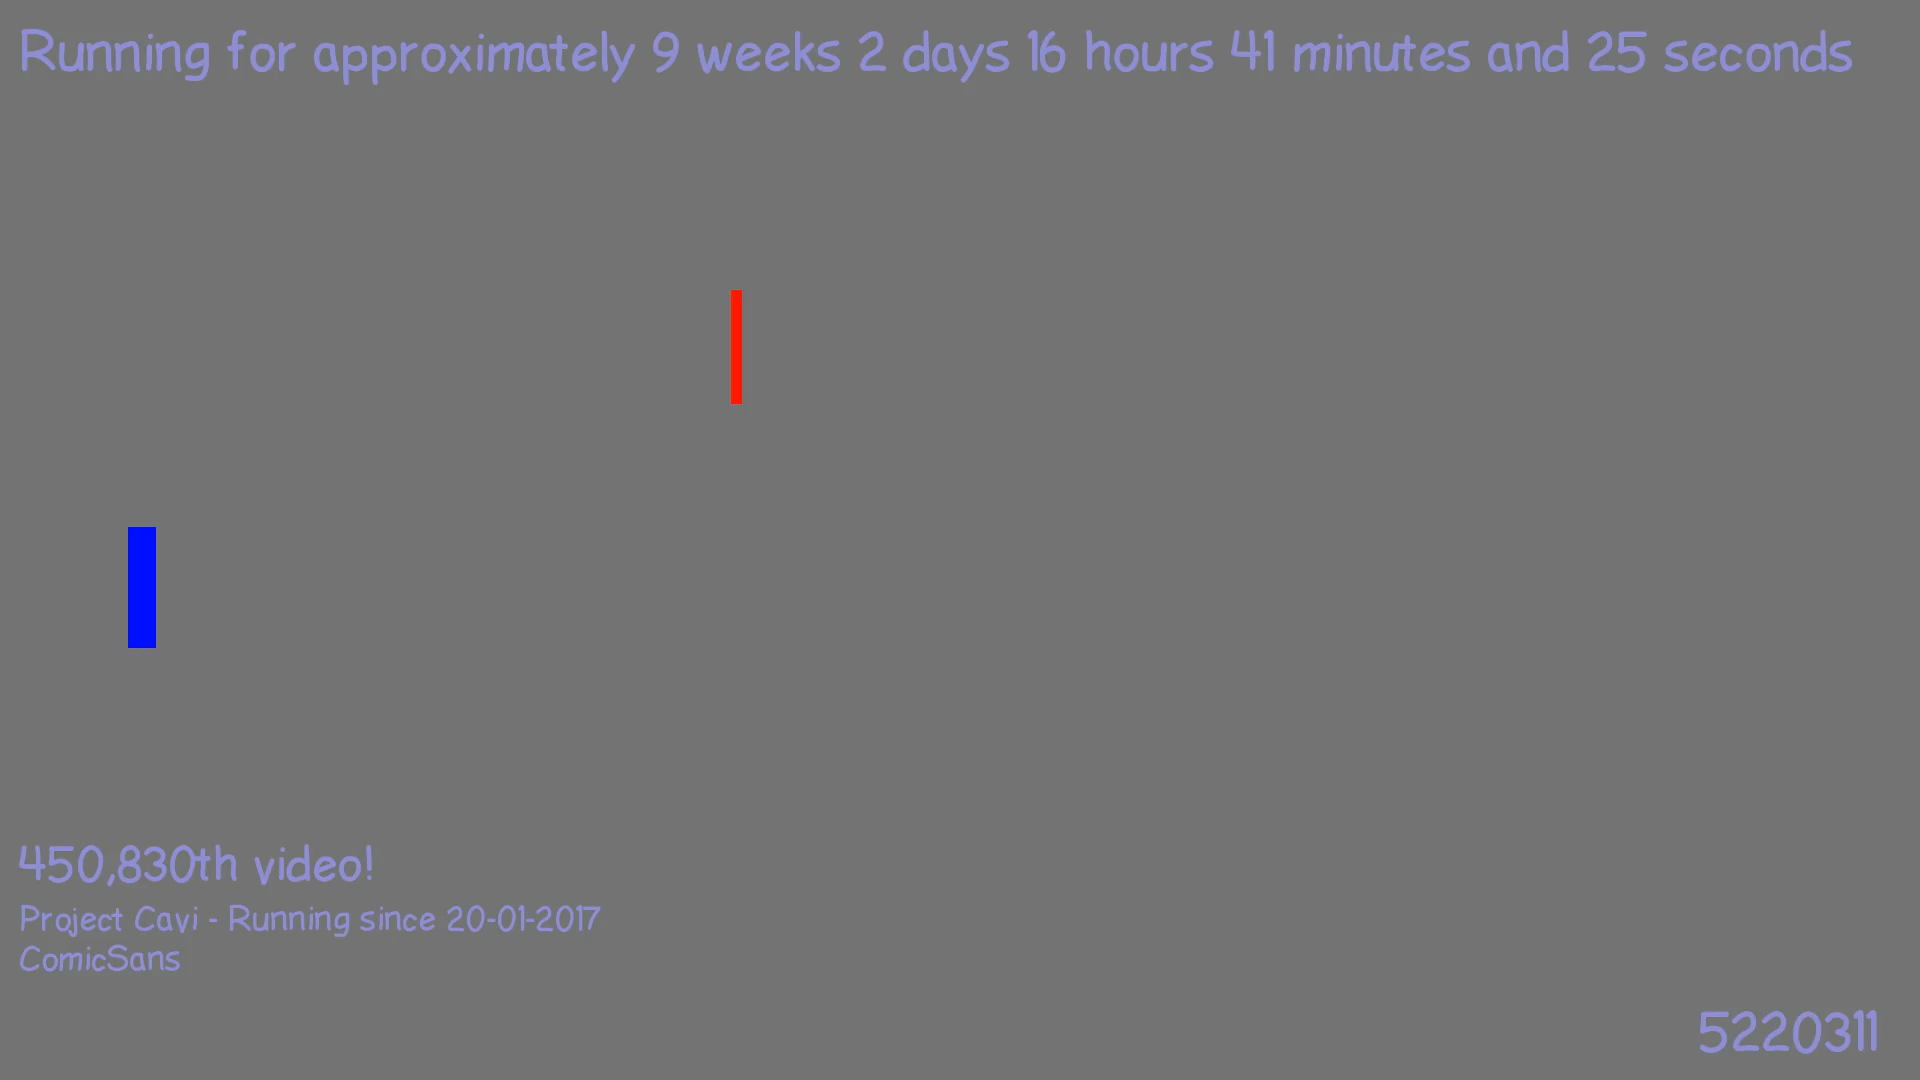 Running for approximately 9 weeks 2 days 16 hours 41 minutes and 25 seconds
450,830th video!
Project Cavi - Running since 20-01-2017
ComicSans
5220311